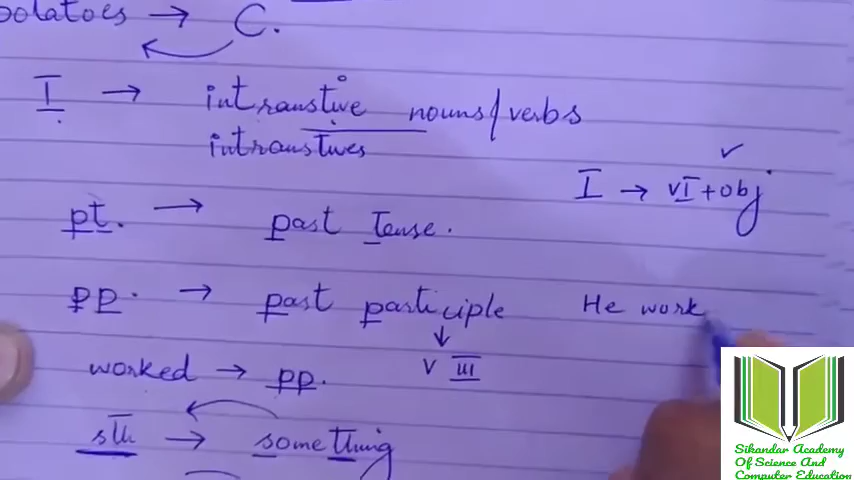 potatoes → C.
I → intranstive nouns/verbs
intranstives
I → VI + obj
pt. → past Tense.
pp. → past participle
He work
worked → pp.
V III
sth → something
Sikandar Academy
Of Science And
Computer Education